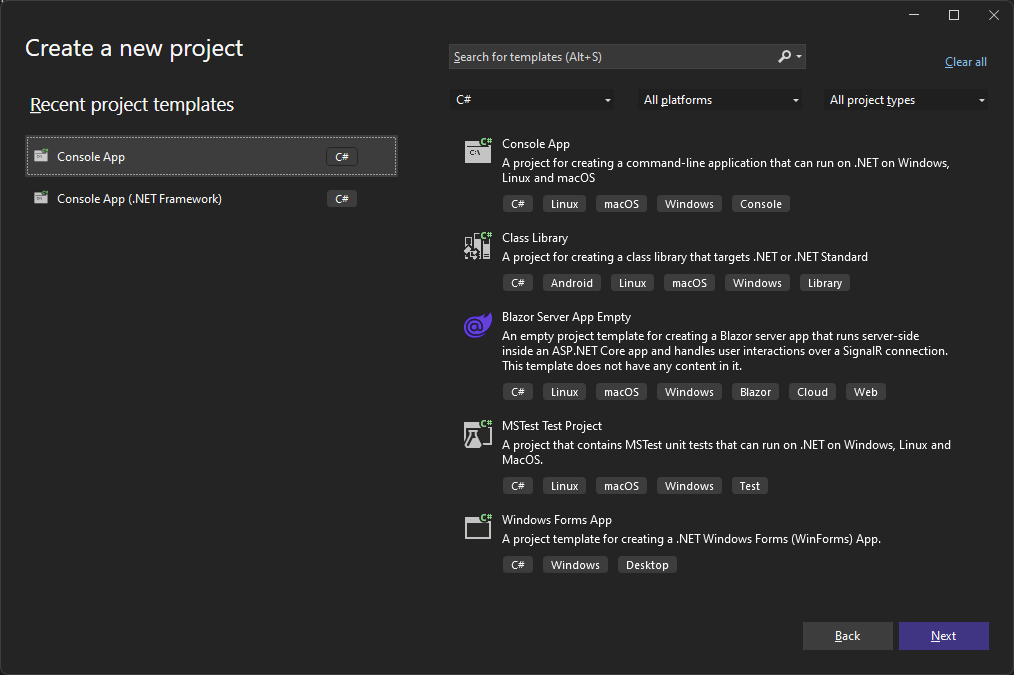 Create a new project
Search for templates (Alt+S)
Clear all
Recent project templates
C#
All platforms
All project types
Console App
C#
Console App (.NET Framework)
C#
C#
C:\
Console App
A project for creating a command-line application that can run on .NET on Windows,
Linux and macOS
C# Linux macOS Windows Console
C#
Class Library
A project for creating a class library that targets .NET or .NET Standard
C# Android Linux macOS Windows Library
@
Blazor Server App Empty
An empty project template for creating a Blazor server app that runs server-side
inside an ASP.NET Core app and handles user interactions over a SignalR connection.
This template does not have any content in it.
C# Linux macOS Windows Blazor Cloud Web
C#
MSTest Test Project
A project that contains MSTest unit tests that can run on .NET on Windows, Linux and
MacOS.
C# Linux macOS Windows Test
C#
Windows Forms App
A project template for creating a .NET Windows Forms (WinForms) App.
C# Windows Desktop
Back
Next